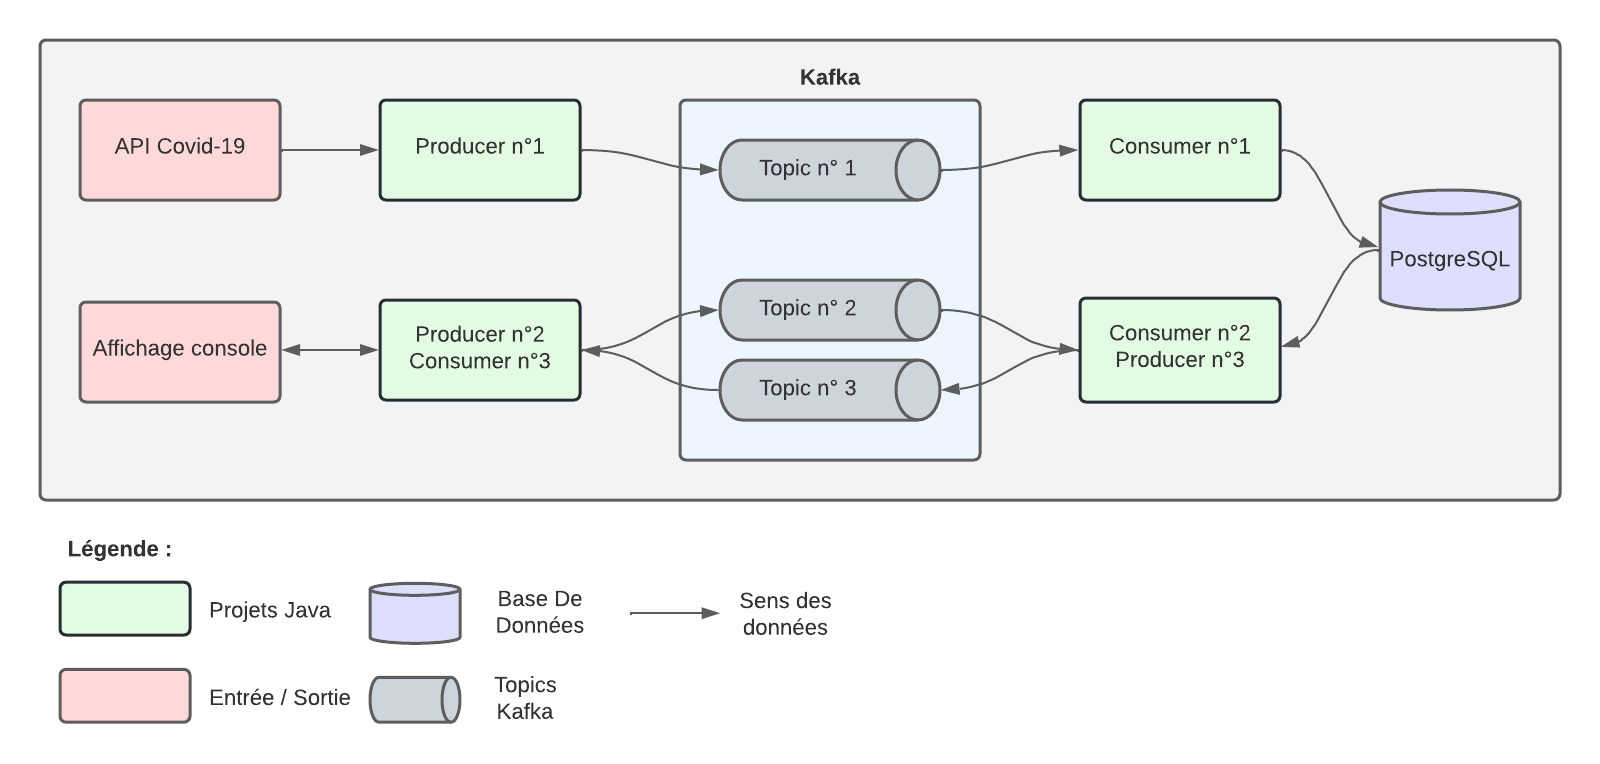 Kafka
API Covid-19
Producer n°1
Topic n° 1
Consumer n°1
PostgreSQL
Affichage console
Producer n°2
Consumer n°3
Topic n° 2
Topic n° 3
Consumer n°2
Producer n°3
Légende :
Projets Java
Base De
Données
Sens des
données
Entrée / Sortie
Topics
Kafka